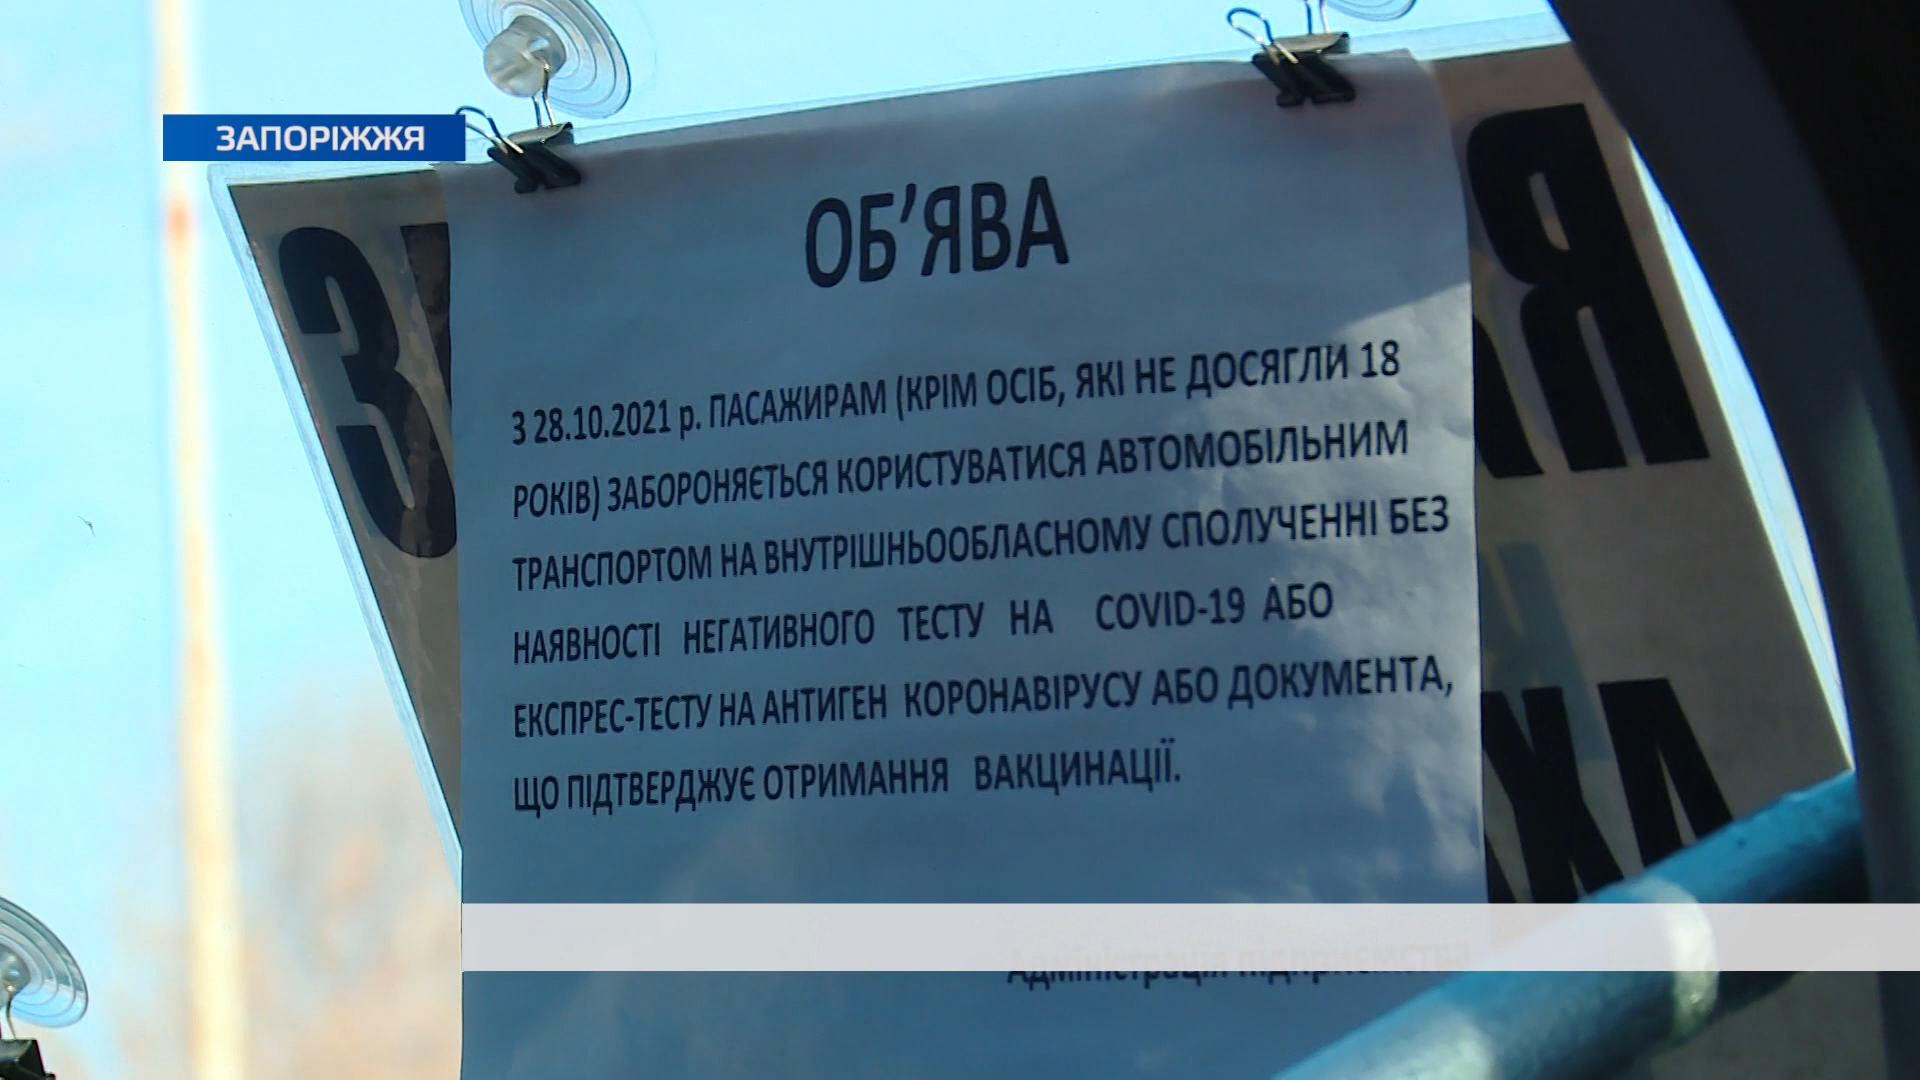 ЗАПОРІЖЖЯ
ОБ’ЯВА
З 28.10.2021 р. ПАСАЖИРАМ (КРІМ ОСІБ, ЯКІ НЕ ДОСЯГЛИ 18
РОКІВ) ЗАБОРОНЯЄТЬСЯ КОРИСТУВАТИСЯ АВТОМОБІЛЬНИМ
ТРАНСПОРТОМ НА ВНУТРІШНЬООБЛАСНОМУ СПОЛУЧЕННІ БЕЗ
НАЯВНОСТІ НЕГАТИВНОГО ТЕСТУ НА COVID-19 АБО
ЕКСПРЕС-ТЕСТУ НА АНТИГЕН КОРОНАВІРУСУ АБО ДОКУМЕНТА,
ЩО ПІДТВЕРДЖУЄ ОТРИМАННЯ ВАКЦИНАЦІЇ.
Адміністрація підприємства